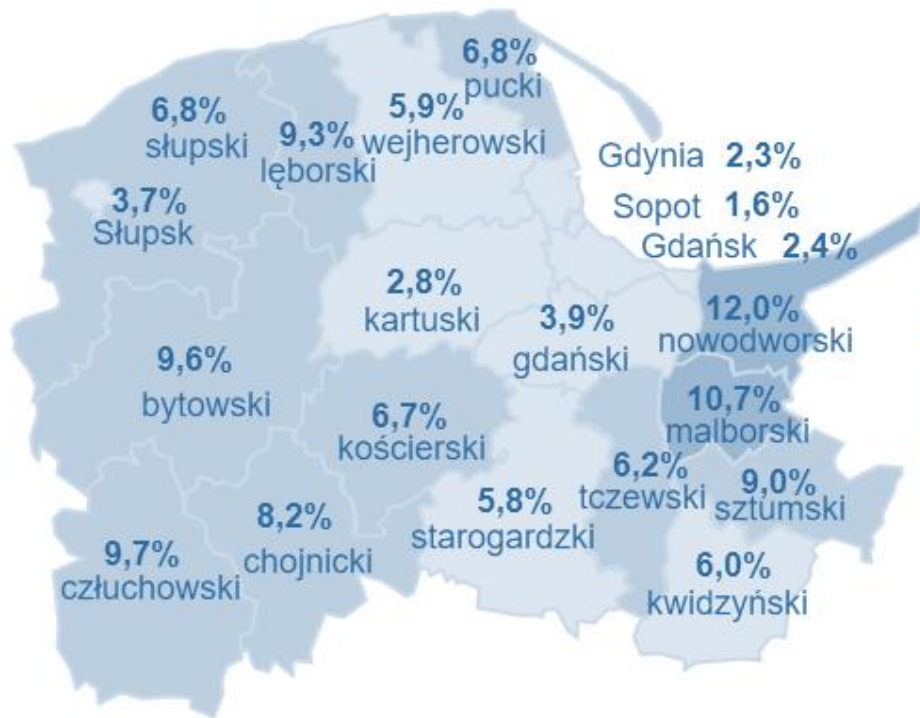 6,8%
pucki
6,8%
słupski
9,3%
lęborski
5,9%
wejherowski
Gdynia 2,3%
3,7%
Słupsk
Sopot 1,6%
Gdańsk 2,4%
2,8%
kartuski
3,9%
gdański
12,0%
nowodworski
9,6%
bytowski
6,7%
kościerski
10,7%
malborski
6,2%
tczewski
9,0%
sztumski
5,8%
starogardzki
8,2%
chojnicki
9,7%
człuchowski
6,0%
kwidzyński